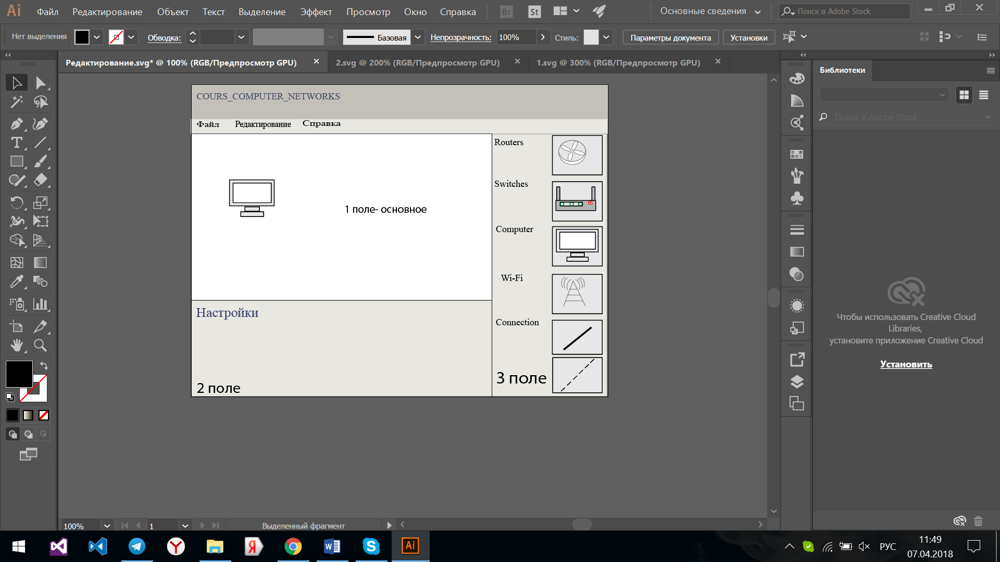 Ai Файл Редактирование Объект Текст Выделение Эффект Просмотр Окно Справка Br St Основные сведения Поиск в Adobe Stock
Нет выделения Обводка: Базовая Непрозрачность: 100% Стиль: Параметры документа Установки
Редактирование.svg* @ 100% (RGB/Предпросмотр GPU) 2.svg @ 200% (RGB/Предпросмотр GPU) 1.svg @ 300% (RGB/Предпросмотр GPU)
Библиотеки
Поиск в Adobe Stock
COURS_COMPUTER_NETWORKS
Файл Редактирование Справка
Routers
Switches
1 поле- основное
Computer
Wi-Fi
Настройки
Connection
3 поле
2 поле
Чтобы использовать Creative Cloud
Libraries,
установите приложение Creative Cloud
Установить
100% 1 Выделенный фрагмент
Ai
РУС
11:49
07.04.2018